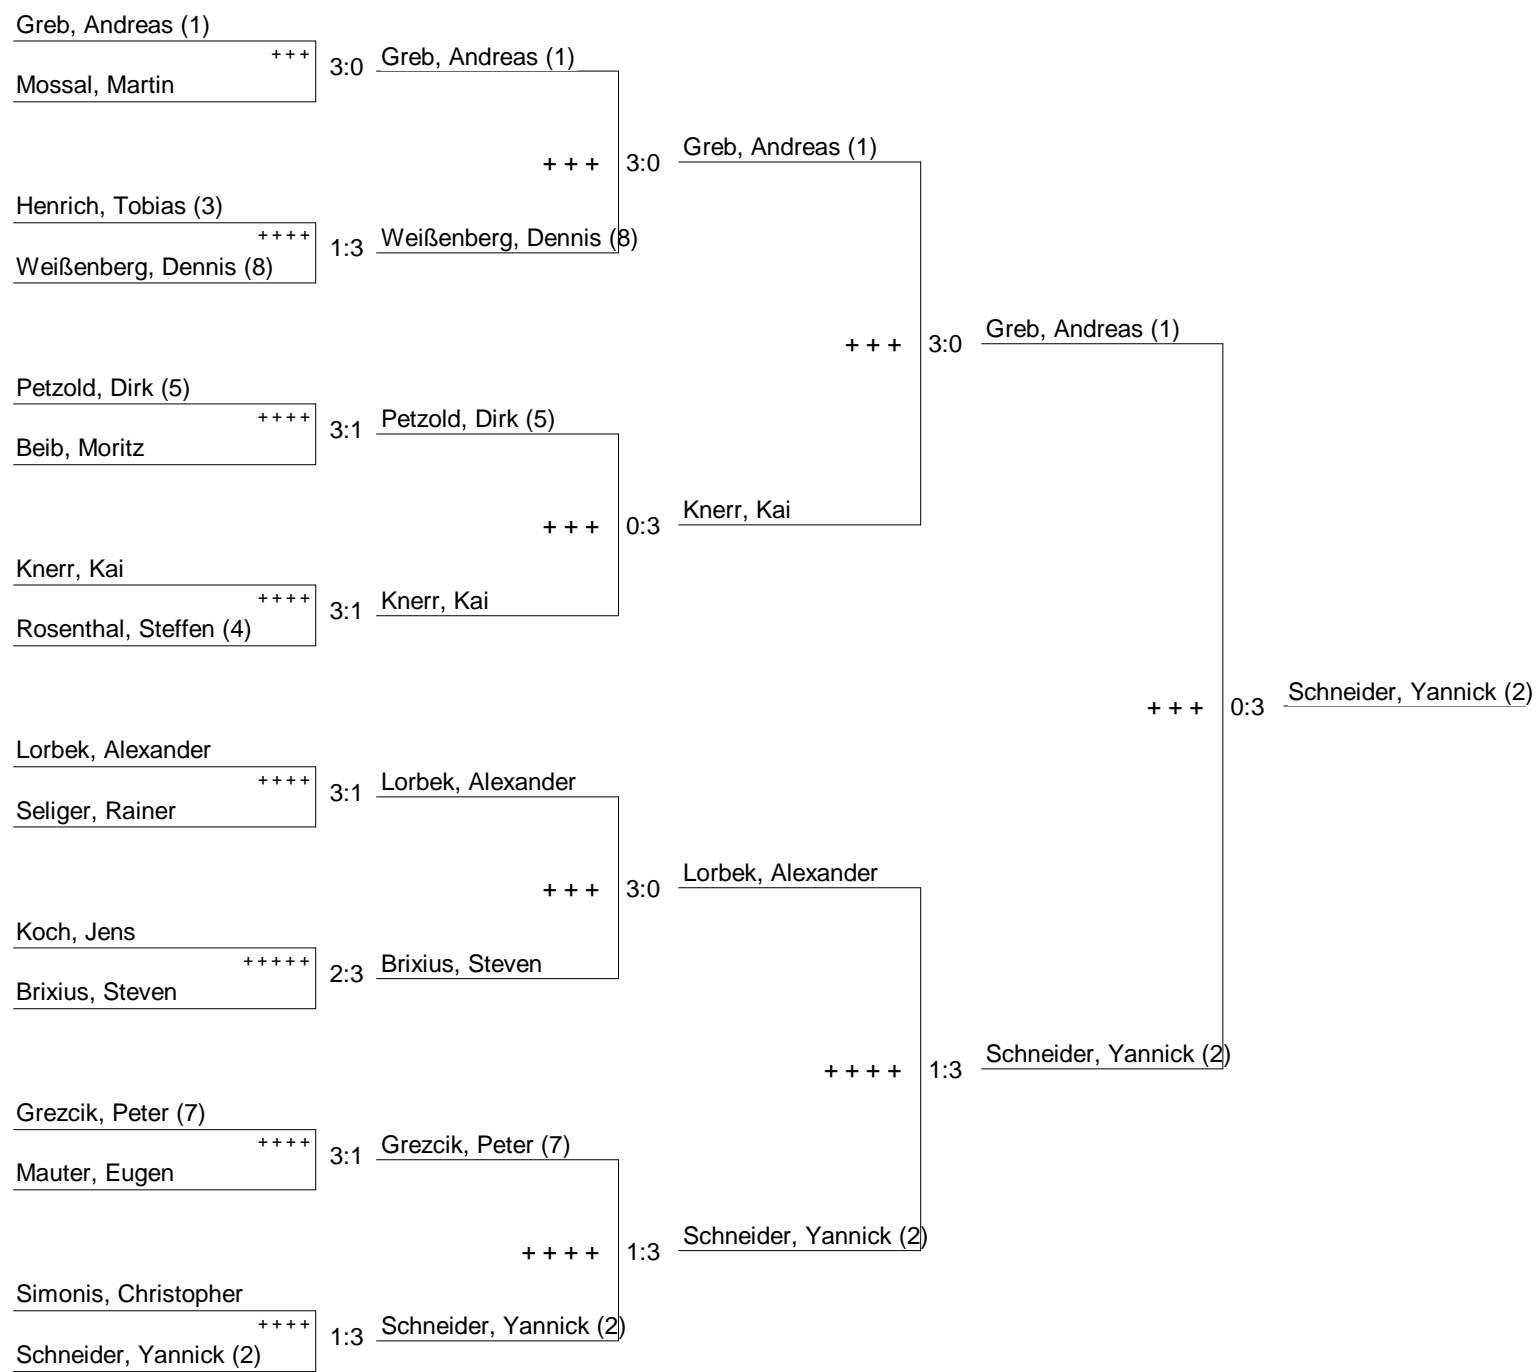 Greb, Andreas (1)
+++
Mossal, Martin
3:0
Greb, Andreas (1)
+ + +
3:0
Greb, Andreas (1)
Henrich, Tobias (3)
++++
Weißenberg, Dennis (8)
1:3
Weißenberg, Dennis (8)
+ + +
3:0
Greb, Andreas (1)
Petzold, Dirk (5)
++++
Beib, Moritz
3:1
Petzold, Dirk (5)
+ + +
0:3
Knerr, Kai
Knerr, Kai
++++
Rosenthal, Steffen (4)
3:1
Knerr, Kai
+ + +
0:3
Schneider, Yannick (2)
Lorbek, Alexander
++++
Seliger, Rainer
3:1
Lorbek, Alexander
+ + +
3:0
Lorbek, Alexander
Koch, Jens
+++++
Brixius, Steven
2:3
Brixius, Steven
+ + + +
1:3
Schneider, Yannick (2)
Grezcik, Peter (7)
++++
Mauter, Eugen
3:1
Grezcik, Peter (7)
+ + + +
1:3
Schneider, Yannick (2)
Simonis, Christopher
++++
Schneider, Yannick (2)
1:3
Schneider, Yannick (2)